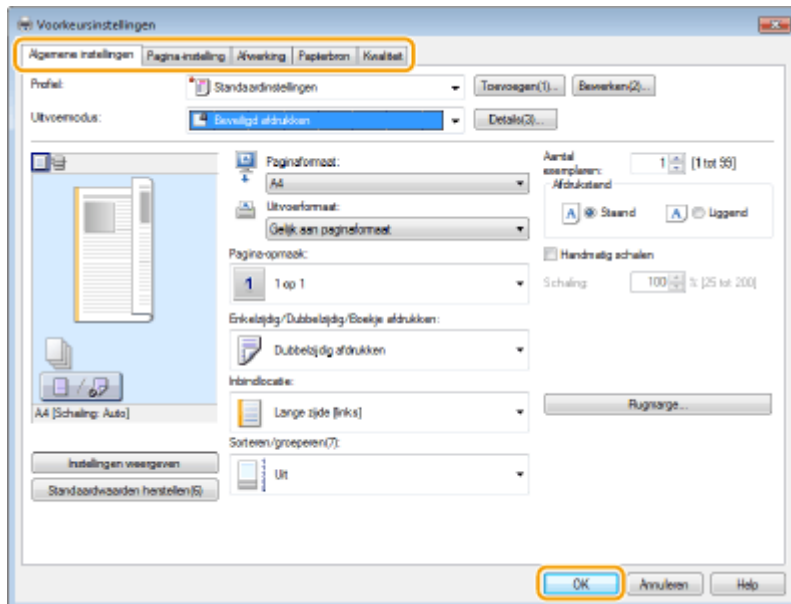 Voorkeursinstellingen
Algemene instellingen Pagina-instelling Afwerking Papierbron Kwaliteit
Profiel: Standaardinstellingen Toevoegen(1)... Bewerken(2)...
Uitvoermodus: Beveiligd afdrukken Details(3)...
Paginaformaat:
A4
Uitvoerformaat:
Gelijk aan paginaformaat
Pagina-opmaak:
1 1 op 1
Enkelzijdig/Dubbelzijdig/Boekje afdrukken:
Dubbelzijdig afdrukken
Inbindlocatie:
Lange zijde [links]
Sorteren/groeperen(7):
Uit
Aantal exemplaren: 1 [1 tot 99]
Afdrukstand
A Staand A Liggend
Handmatig schalen
Schaling: 100 % [25 tot 200]
Rugmarge...
A4 [Schaling: Auto]
Instellingen weergeven
Standaardwaarden herstellen(6)
OK Annuleren Help